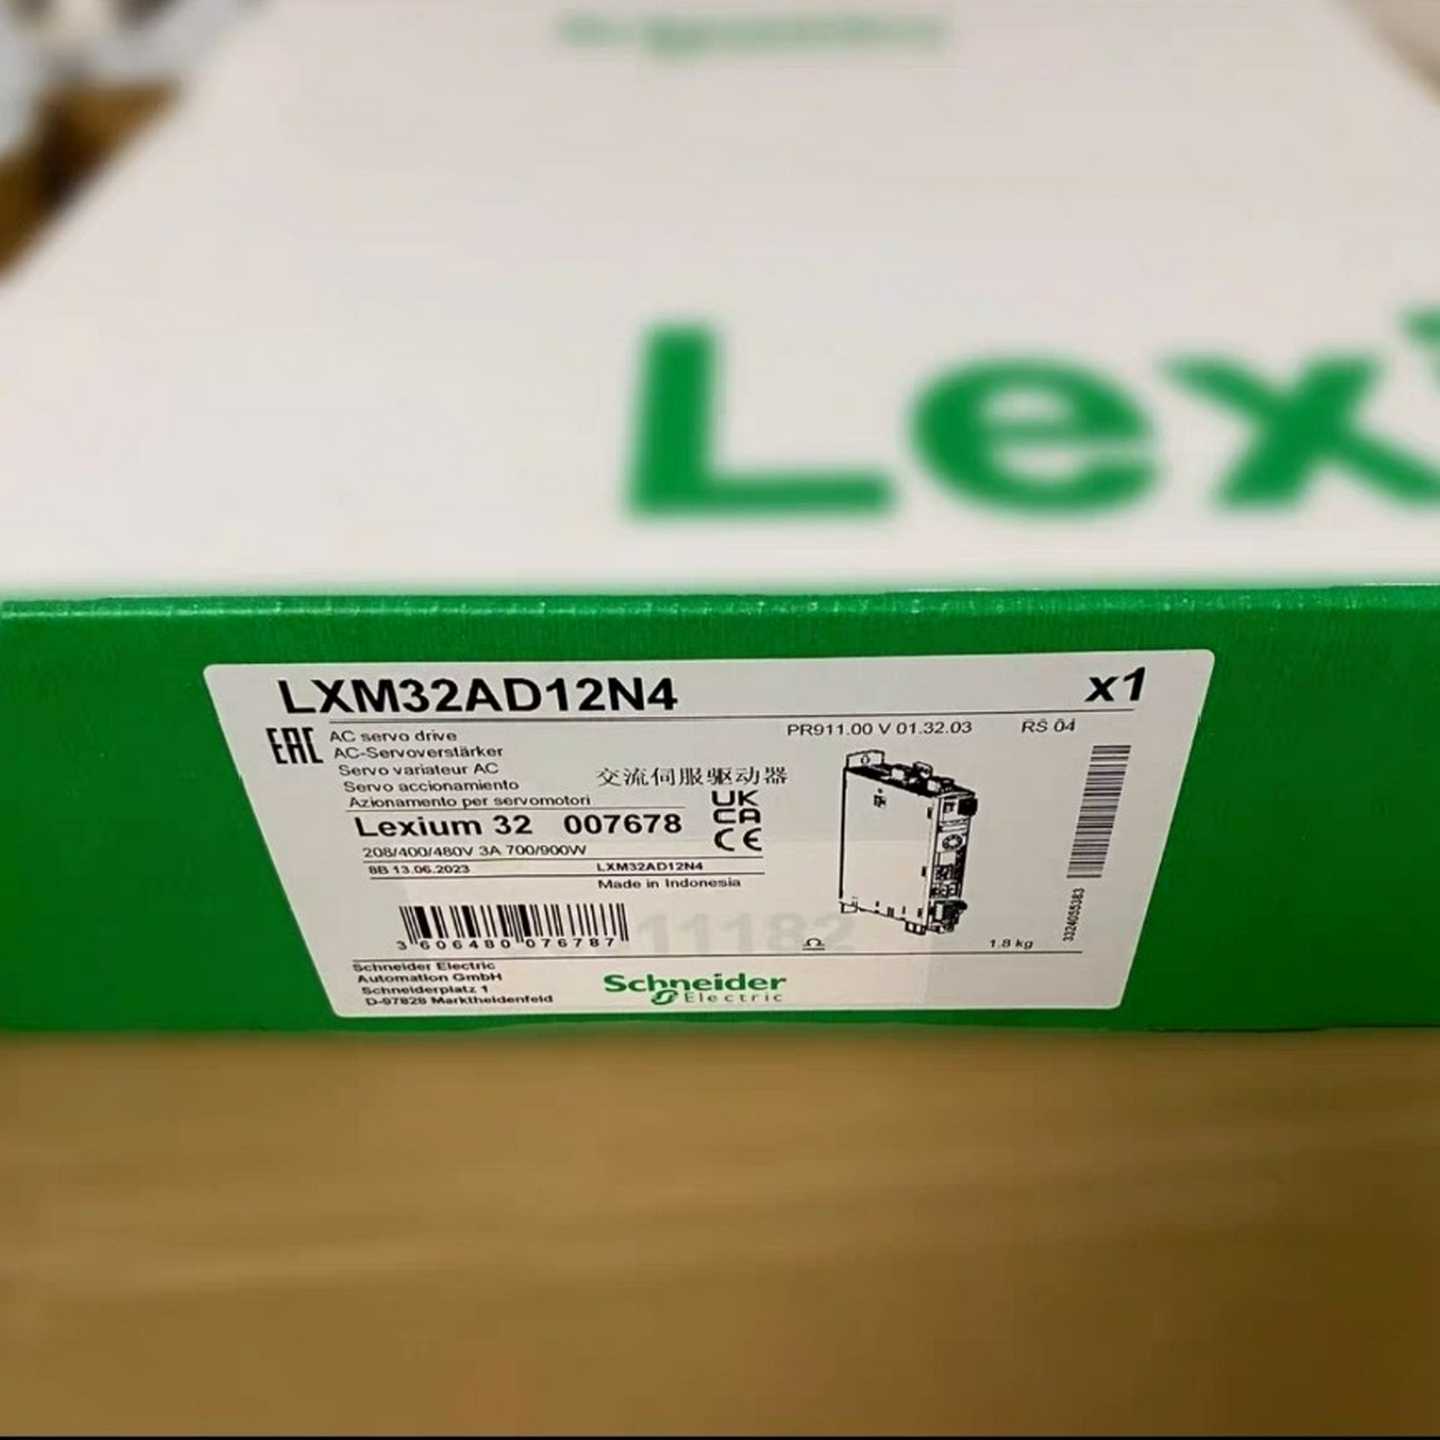 Lex
LXM32AD12N4 x1
PR911.00 V 01.32.03 RS 04
EAC
AC servo drive
AC-Servoverstärker
Servo variateur AC
Servo accionamiento
Azionamento per servomotori
交流伺服驱动器
Lexium 32 007678
UK
CA
CE
208/400/480V 3A 700/900W
8B 13.06.2023 LXM32AD12N4
Made in Indonesia
3 606480 076787
11182
1.8 kg
3324055383
Schneider Electric
Automation GmbH
Schneiderplatz 1
D-97828 Marktheidenfeld
Schneider
Electric